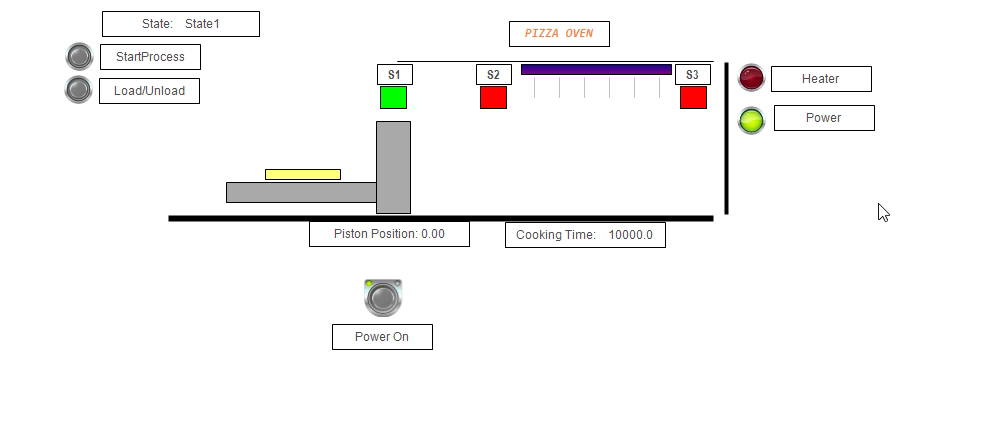 State: State1
StartProcess
Load/Unload
PIZZA OVEN
S1
S2
S3
Heater
Power
Piston Position: 0.00
Cooking Time: 10000.0
Power On